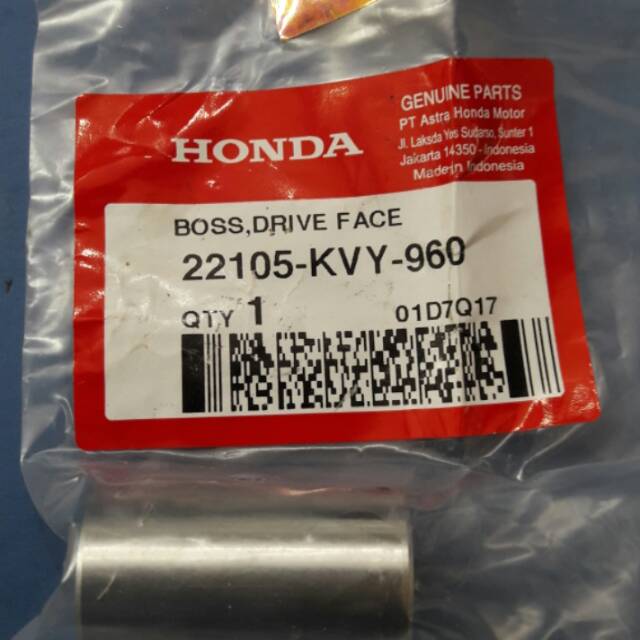 HONDA
GENUINE PARTS
PT Astra Honda Motor
Jl. Laksda Yos Sudarso, Sunter 1
Jakarta 14350 - Indonesia
Made in Indonesia
BOSS,DRIVE FACE
22105-KVY-960
QTY 1 01D7Q17